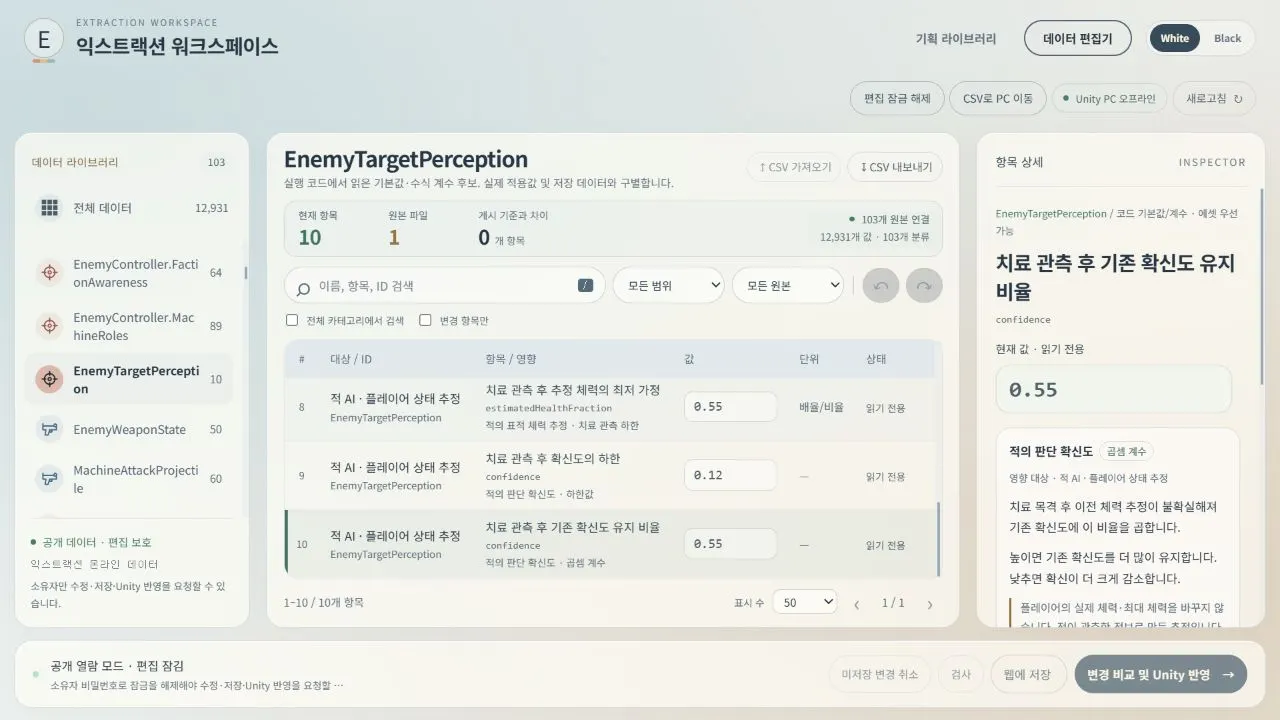 E
EXTRACTION WORKSPACE
익스트랙션 워크스페이스
기획 라이브러리
데이터 편집기
White
Black
편집 잠금 해제
CSV로 PC 이동
Unity PC 오프라인
새로고침 ↻
데이터 라이브러리
103
전체 데이터
12,931
EnemyController.Facti
onAwareness
64
EnemyController.Mac
hineRoles
89
EnemyTargetPercepti
on
10
EnemyWeaponState
50
MachineAttackProjecti
le
60
공개 데이터 · 편집 보호
익스트랙션 온라인 데이터
소유자만 수정·저장·Unity 반영을 요청할 수 있
습니다.
EnemyTargetPerception
실행 코드에서 읽은 기본값·수식 계수 후보. 실제 적용값 및 저장 데이터와 구별합니다.
↥ CSV 가져오기
↧ CSV 내보내기
현재 항목
10
원본 파일
1
게시 기준과 차이
0 개 항목
103개 원본 연결
12,931개 값 · 103개 분류
이름, 항목, ID 검색
/
모든 범위
모든 원본
전체 카테고리에서 검색
변경 항목만
# 대상 / ID 항목 / 영향 값 단위 상태
8
적 AI · 플레이어 상태 추정
EnemyTargetPerception
치료 관측 후 추정 체력의 최저 가정
estimatedHealthFraction
적의 표적 체력 추정 · 치료 관측 하한
0.55
배율/비율
읽기 전용
9
적 AI · 플레이어 상태 추정
EnemyTargetPerception
치료 관측 후 확신도의 하한
confidence
적의 판단 확신도 · 하한값
0.12
—
읽기 전용
10
적 AI · 플레이어 상태 추정
EnemyTargetPerception
치료 관측 후 기존 확신도 유지 비율
confidence
적의 판단 확신도 · 곱셈 계수
0.55
—
읽기 전용
1–10 / 10개 항목
표시 수
50
‹ 1 / 1 ›
항목 상세
INSPECTOR
EnemyTargetPerception / 코드 기본값/계수 · 에셋 우선
가능
치료 관측 후 기존 확신도 유지
비율
confidence
현재 값 · 읽기 전용
0.55
적의 판단 확신도
곱셈 계수
영향 대상 · 적 AI · 플레이어 상태 추정
치료 목격 후 이전 체력 추정이 불확실해져
기존 확신도에 이 비율을 곱합니다.
높이면 기존 확신도를 더 많이 유지합니다.
낮추면 확신이 더 크게 감소합니다.
플레이어의 실제 체력·최대 체력을 바꾸지 않
공개 열람 모드 · 편집 잠김
소유자 비밀번호로 잠금을 해제해야 수정·저장·Unity 반영을 요청할 ···
미저장 변경 취소
검사
웹에 저장
변경 비교 및 Unity 반영 →